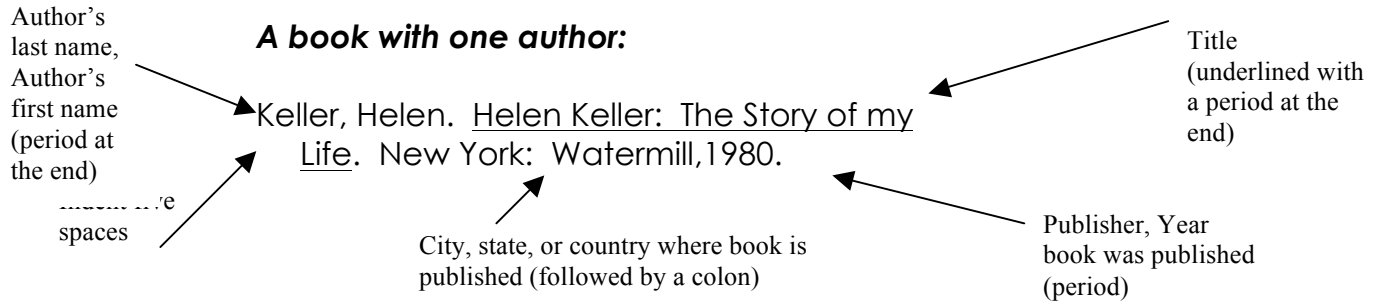 Author's
last name,
Author's
first name
(period at
the end)
A book with one author:
Title
(underlined with
a period at the
end)
Keller, Helen. Helen Keller: The Story of my
Life. New York: Watermill,1980.
spaces
City, state, or country where book is
published (followed by a colon)
Publisher, Year
book was published
(period)